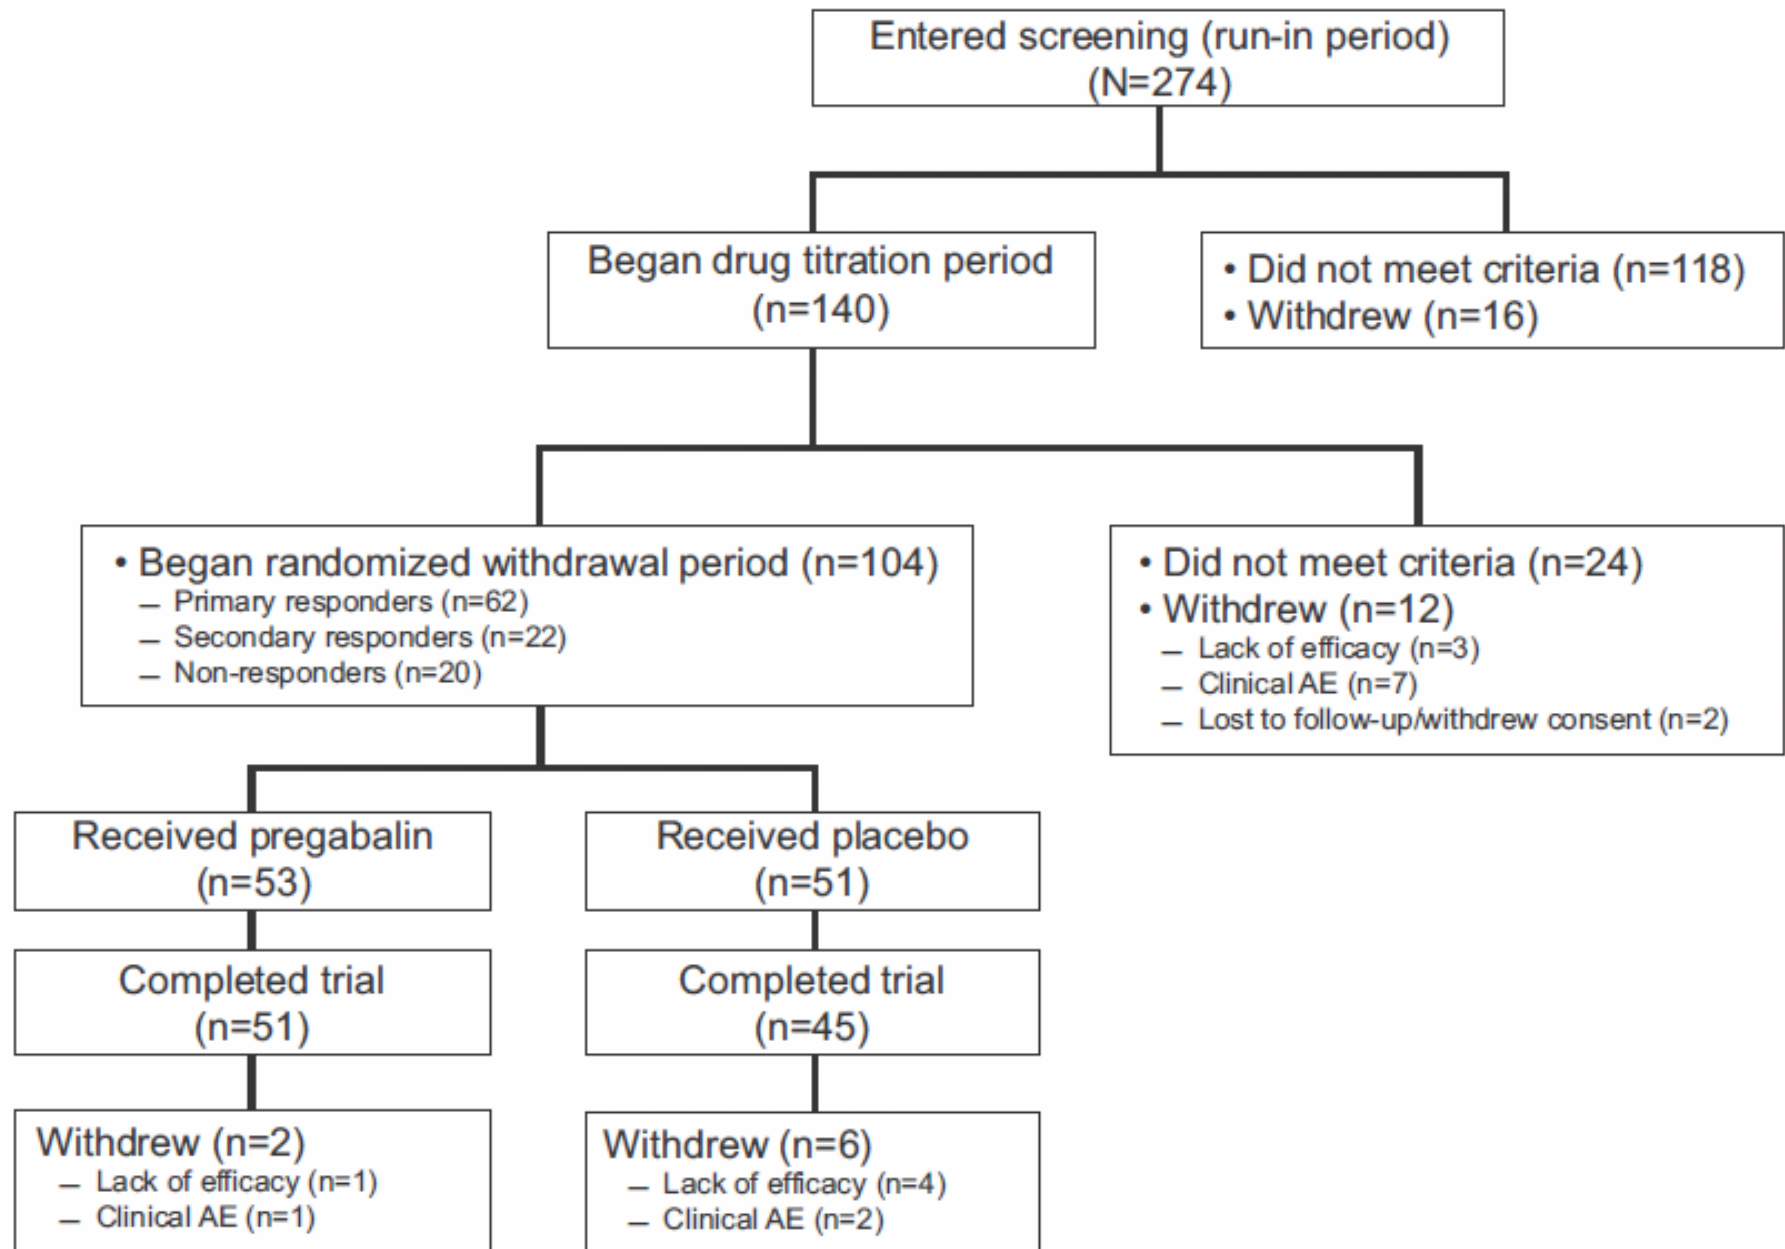 Entered screening (run-in period)
(N=274)
Began drug titration period
(n=140)
• Did not meet criteria (n=118)
• Withdrew (n=16)
• Began randomized withdrawal period (n=104)
– Primary responders (n=62)
– Secondary responders (n=22)
– Non-responders (n=20)
• Did not meet criteria (n=24)
• Withdrew (n=12)
– Lack of efficacy (n=3)
– Clinical AE (n=7)
– Lost to follow-up/withdrew consent (n=2)
Received pregabalin
(n=53)
Received placebo
(n=51)
Completed trial
(n=51)
Completed trial
(n=45)
Withdrew (n=2)
– Lack of efficacy (n=1)
– Clinical AE (n=1)
Withdrew (n=6)
– Lack of efficacy (n=4)
– Clinical AE (n=2)